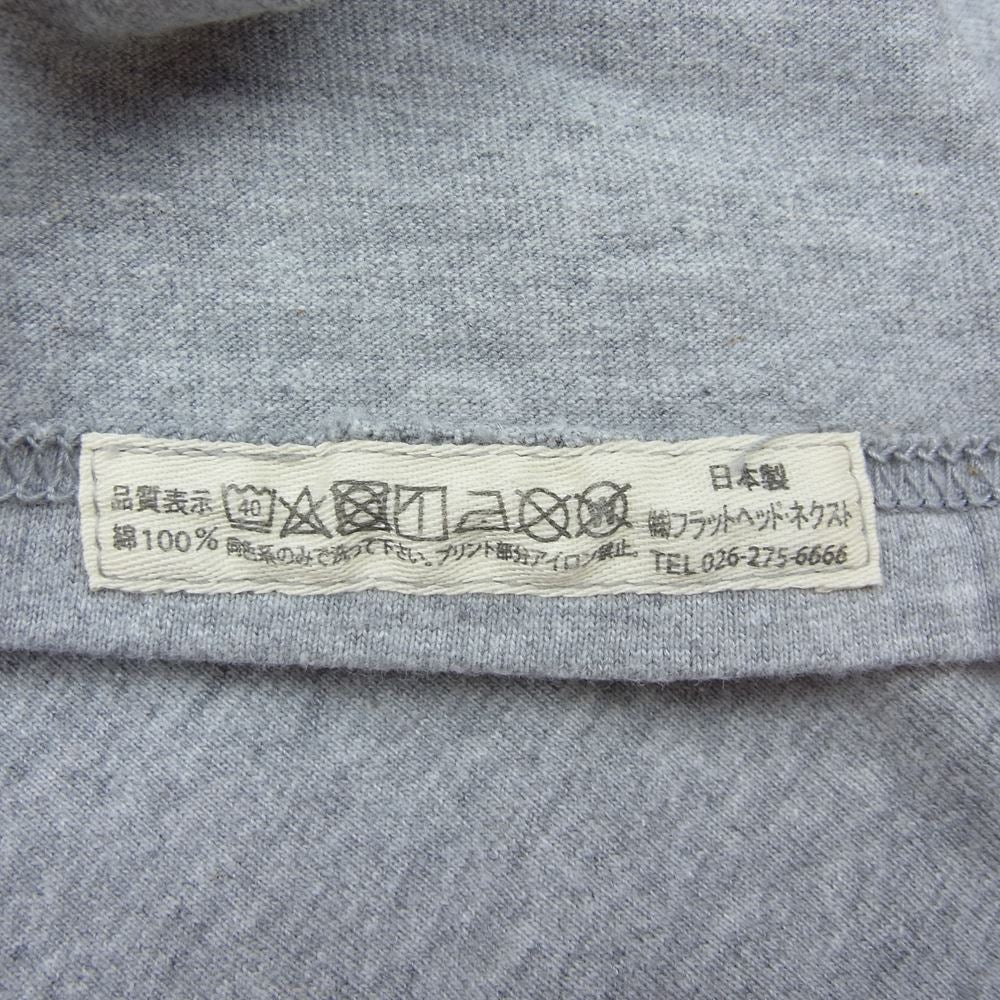 品質表示
綿100%
40
同色系のみで洗って下さい。プリント部分アイロン禁止。
日本製
㈱フラットヘッド・ネクスト
TEL 026-275-6666